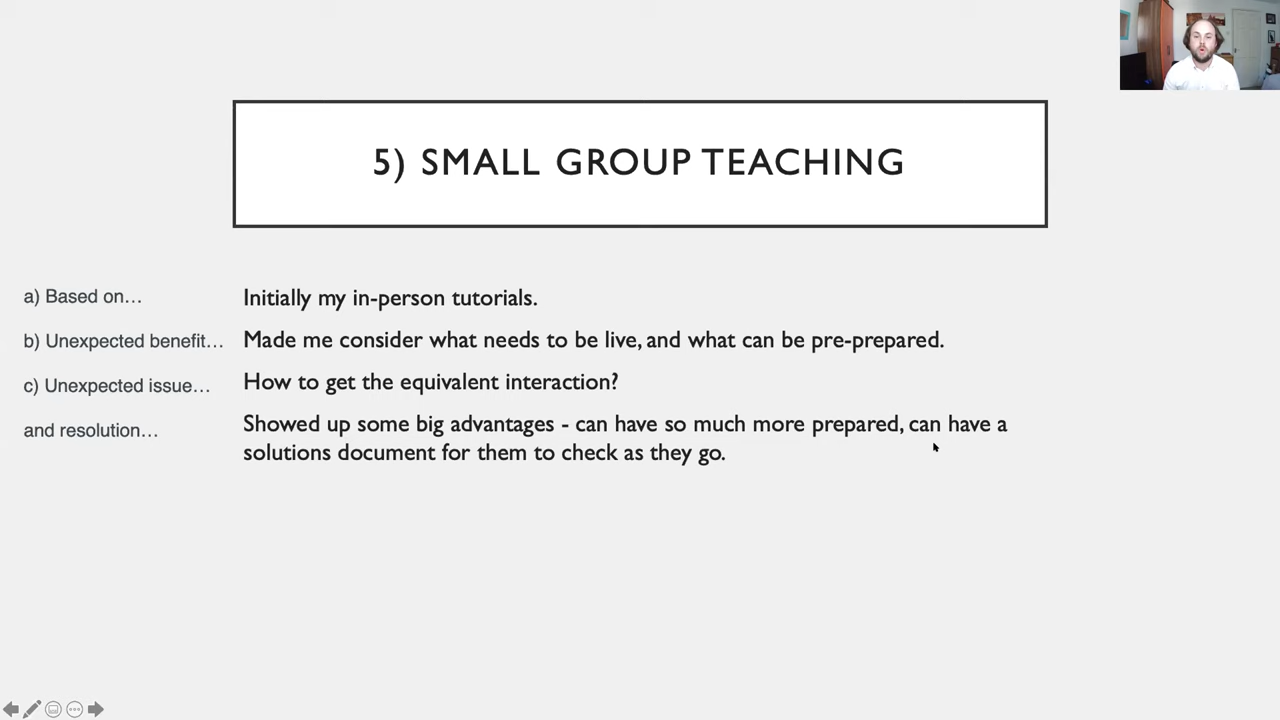 5) SMALL GROUP TEACHING
a) Based on…
Initially my in-person tutorials.
b) Unexpected benefit…
Made me consider what needs to be live, and what can be pre-prepared.
c) Unexpected issue…
How to get the equivalent interaction?
and resolution…
Showed up some big advantages - can have so much more prepared, can have a
solutions document for them to check as they go.